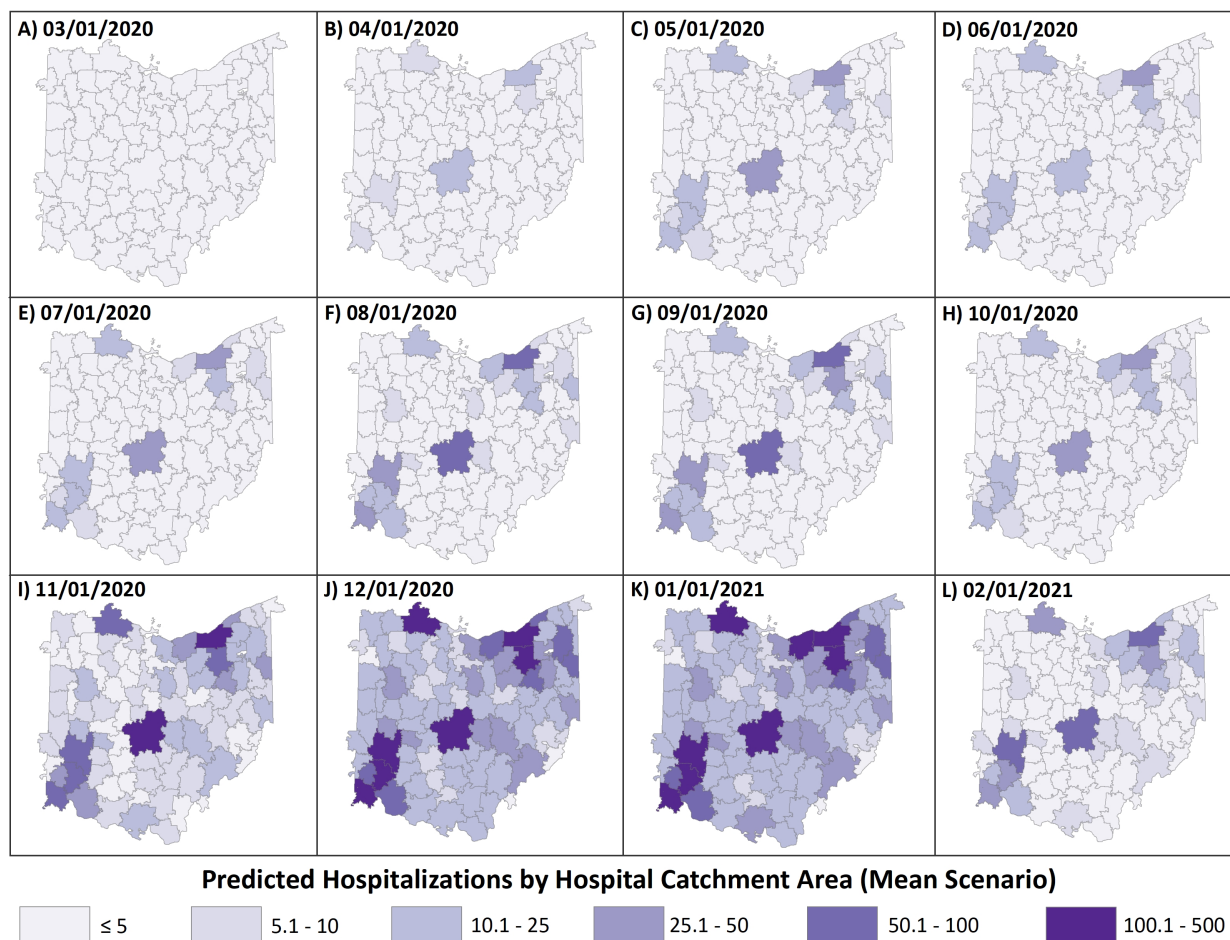 A) 03/01/2020
B) 04/01/2020
C) 05/01/2020
D) 06/01/2020
E) 07/01/2020
F) 08/01/2020
G) 09/01/2020
H) 10/01/2020
I) 11/01/2020
J) 12/01/2020
K) 01/01/2021
L) 02/01/2021
Predicted Hospitalizations by Hospital Catchment Area (Mean Scenario)
≤ 5
5.1 - 10
10.1 - 25
25.1 - 50
50.1 - 100
100.1 - 500